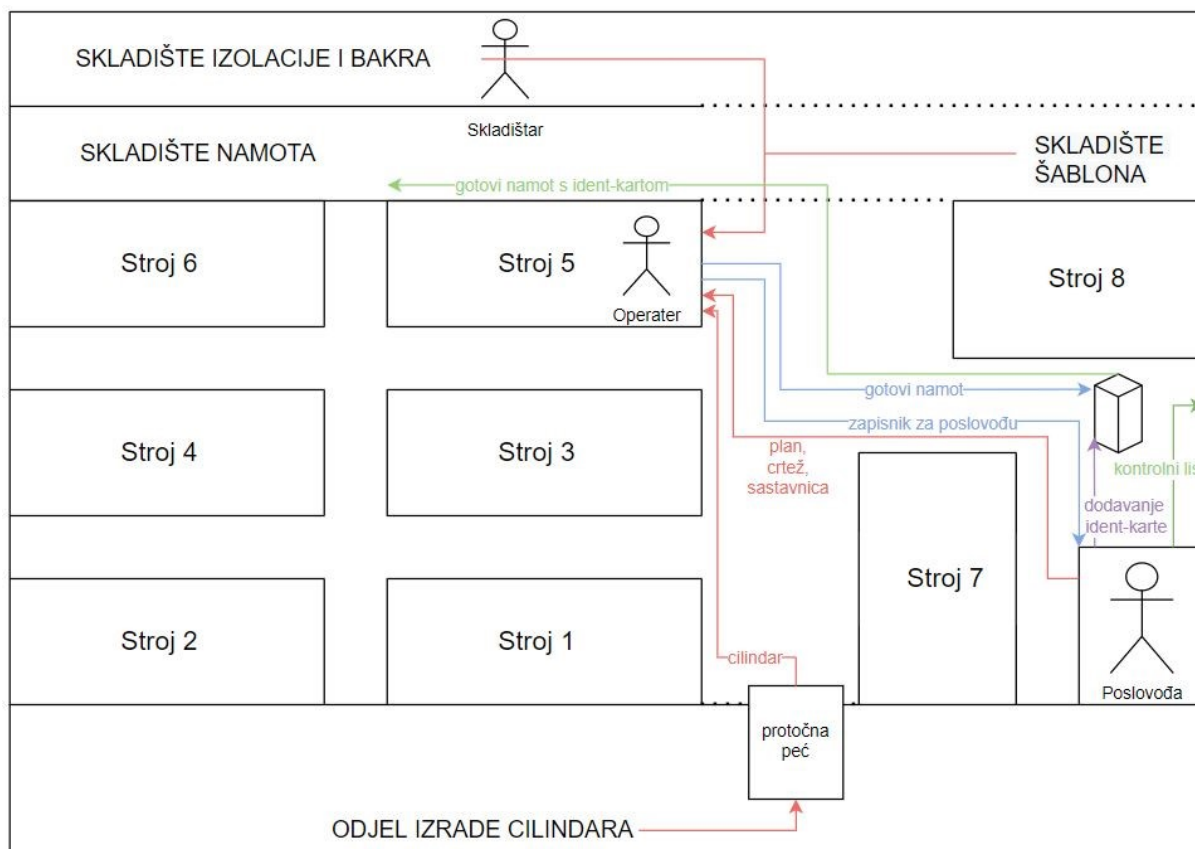 SKLADIŠTE IZOLACIJE I BAKRA
Skladištar
SKLADIŠTE NAMOTA
SKLADIŠTE
ŠABLONA
gotovi namot s ident-kartom
Stroj 6
Stroj 5
Operater
Stroj 8
gotovi namot
zapisnik za poslovođu
plan,
crtež,
sastavnica
Stroj 4
Stroj 3
kontrolni lis
dodavanje
ident-karte
Stroj 7
Stroj 2
Stroj 1
cilindar
Poslovođa
protočna
peć
ODJEL IZRADE CILINDARA